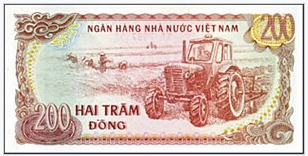 200
NGÂN HÀNG NHÀ NƯỚC VIỆT NAM
200
HAI TRĂM
ĐỒNG